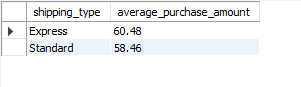 shipping_type average_purchase_amount
Express 60.48
Standard 58.46